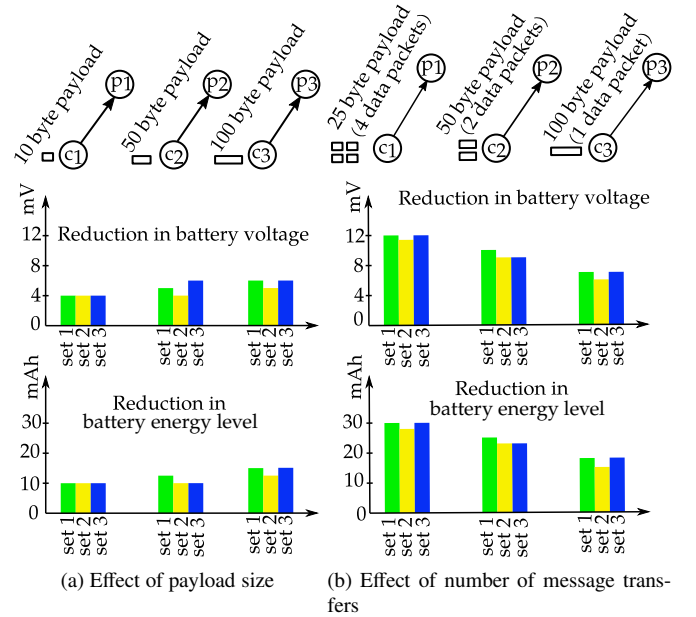 10 byte payload
p1
c1
50 byte payload
p2
c2
100 byte payload
p3
c3
25 byte payload
(4 data packets)
p1
c1
50 byte payload
(2 data packets)
p2
c2
100 byte payload
(1 data packet)
p3
c3
mV
Reduction in battery voltage
12
8
4
0
set 1
set 2
set 3
set 1
set 2
set 3
set 1
set 2
set 3
mV
Reduction in battery voltage
12
8
4
0
set 1
set 2
set 3
set 1
set 2
set 3
set 1
set 2
set 3
mAh
Reduction in
battery energy level
30
20
10
0
set 1
set 2
set 3
set 1
set 2
set 3
set 1
set 2
set 3
mAh
Reduction in
battery energy level
30
20
10
0
set 1
set 2
set 3
set 1
set 2
set 3
set 1
set 2
set 3
(a) Effect of payload size
(b) Effect of number of message trans-
fers